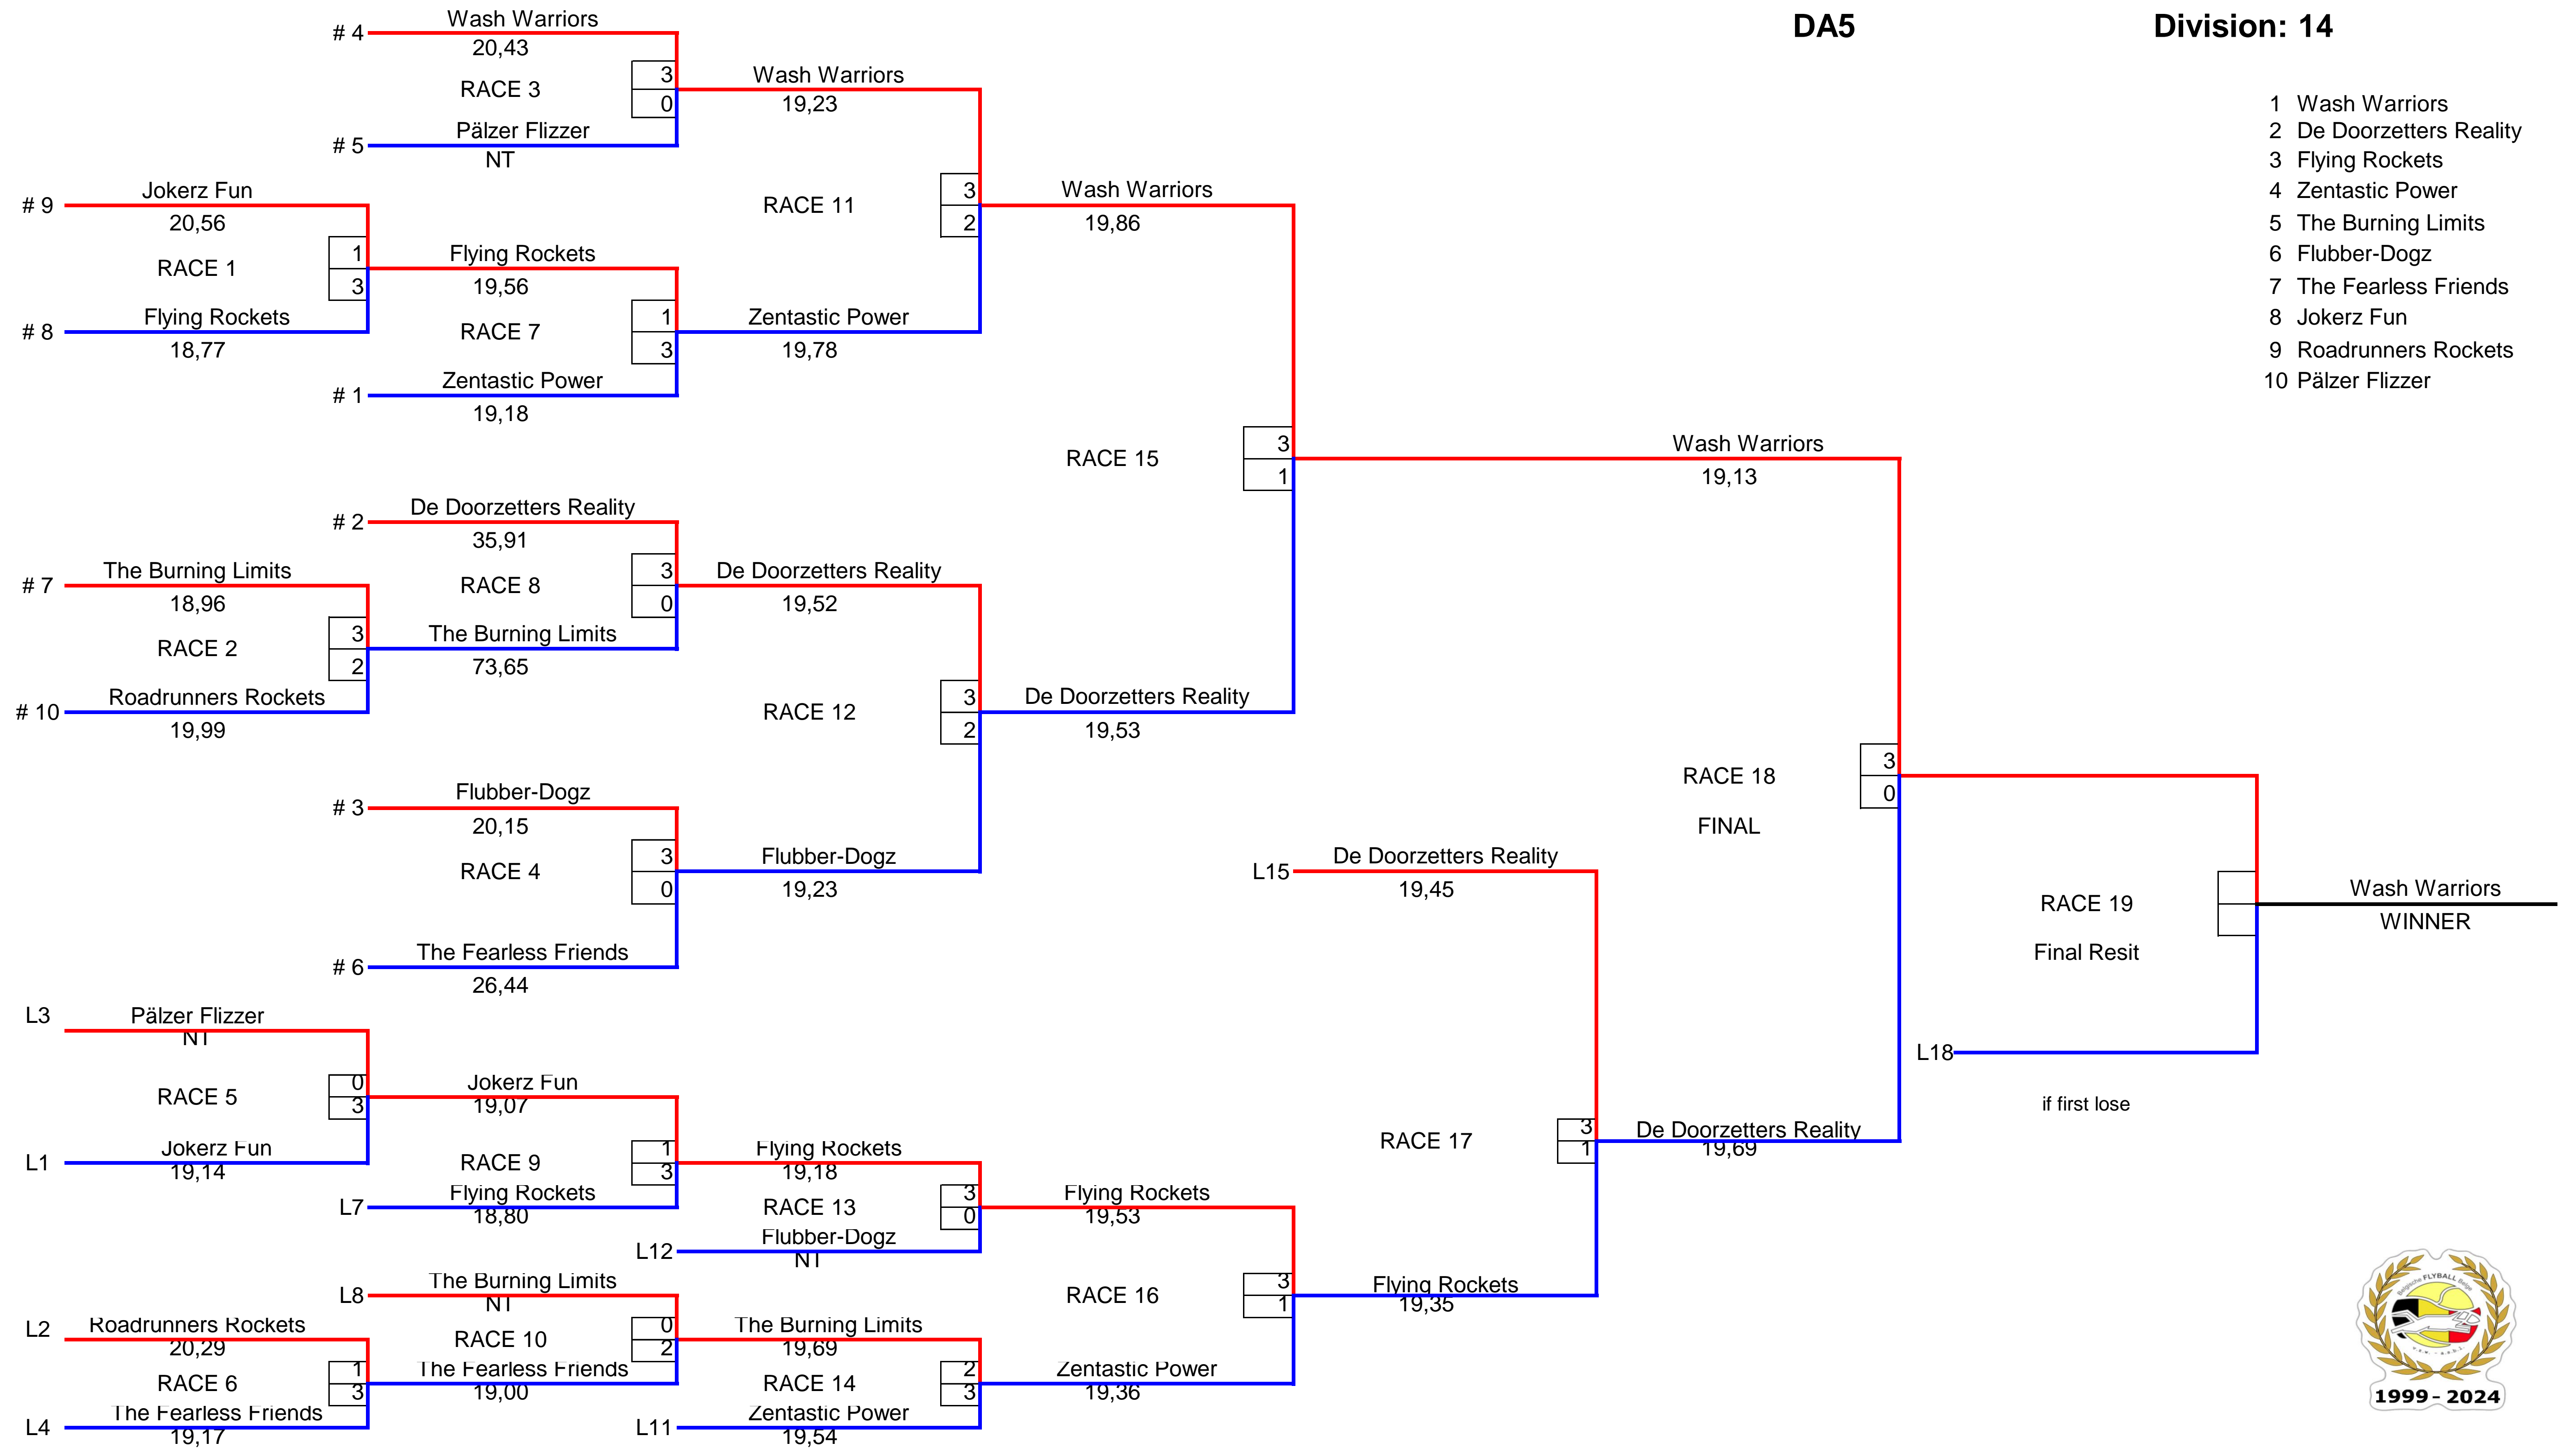 DA5
Division: 14
1 Wash Warriors
2 De Doorzetters Reality
3 Flying Rockets
4 Zentastic Power
5 The Burning Limits
6 Flubber-Dogz
7 The Fearless Friends
8 Jokerz Fun
9 Roadrunners Rockets
10 Pälzer Flizzer
# 4
Wash Warriors
20,43
RACE 3
3
0
# 5
Pälzer Flizzer
NT
# 9
Jokerz Fun
20,56
RACE 1
1
3
# 8
Flying Rockets
18,77
Flying Rockets
19,56
RACE 7
1
3
# 1
Zentastic Power
19,18
Wash Warriors
19,23
RACE 11
3
2
Zentastic Power
19,78
# 2
De Doorzetters Reality
35,91
RACE 8
3
0
The Burning Limits
73,65
# 7
The Burning Limits
18,96
RACE 2
3
2
# 10
Roadrunners Rockets
19,99
De Doorzetters Reality
19,52
RACE 12
3
2
Flubber-Dogz
19,23
# 3
Flubber-Dogz
20,15
RACE 4
3
0
# 6
The Fearless Friends
26,44
Wash Warriors
19,86
RACE 15
3
1
De Doorzetters Reality
19,53
L3
Pälzer Flizzer
NT
RACE 5
0
3
L1
Jokerz Fun
19,14
Jokerz Fun
19,07
RACE 9
1
3
L7
Flying Rockets
18,80
Flying Rockets
19,18
RACE 13
3
0
L12
Flubber-Dogz
NT
L8
The Burning Limits
NT
RACE 10
0
2
The Fearless Friends
19,00
L2
Roadrunners Rockets
20,29
RACE 6
1
3
L4
The Fearless Friends
19,17
The Burning Limits
19,69
RACE 14
2
3
L11
Zentastic Power
19,54
Flying Rockets
19,53
RACE 16
3
1
Zentastic Power
19,36
L15
De Doorzetters Reality
19,45
RACE 17
3
1
Flying Rockets
19,35
Wash Warriors
19,13
RACE 18
FINAL
3
0
De Doorzetters Reality
19,69
RACE 19
Final Resit
L18
if first lose
Wash Warriors
WINNER
Belgische FLYBALL Belge
v.z.w. - a.s.b.l.
1999 - 2024